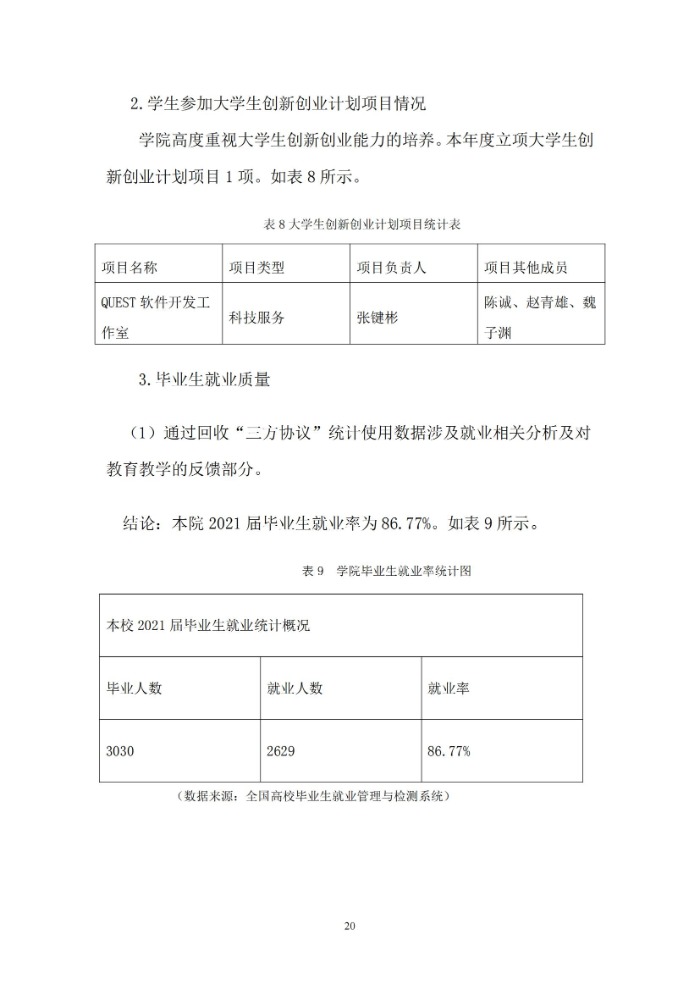 2.学生参加大学生创新创业计划项目情况
学院高度重视大学生创新创业能力的培养。本年度立项大学生创
新创业计划项目 1 项。如表 8 所示。
表 8 大学生创新创业计划项目统计表
项目名称 项目类型 项目负责人 项目其他成员
QUEST 软件开发工
作室
科技服务
张键彬
陈诚、赵青雄、魏
子渊
3.毕业生就业质量
（1）通过回收“三方协议”统计使用数据涉及就业相关分析及对
教育教学的反馈部分。
结论：本院 2021 届毕业生就业率为 86.77%。如表 9 所示。
表 9 学院毕业生就业率统计图
本校 2021 届毕业生就业统计概况
毕业人数 就业人数 就业率
3030 2629 86.77%
（数据来源：全国高校毕业生就业管理与检测系统）
20